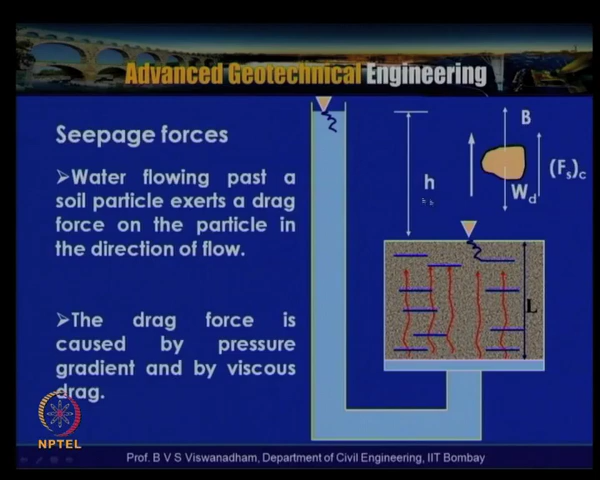 Advanced Geotechnical Engineering
Seepage forces
➢Water flowing past a
soil particle exerts a drag
force on the particle in
the direction of flow.
➢The drag force is
caused by pressure
gradient and by viscous
drag.
h
B
(Fs)c
Wd
L
NPTEL
Prof. B V S Viswanadham, Department of Civil Engineering, IIT Bombay